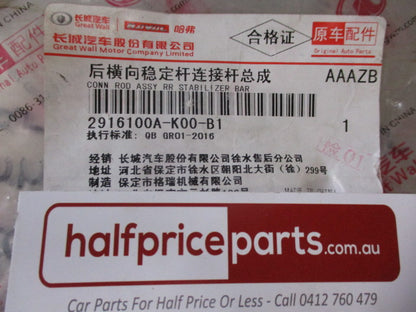 长城汽车 Great Wall HAVAL 哈弗
长城汽车股份有限公司
Great Wall Motor Company Limited
合格证
原车配件
Original Auto Parts
后横向稳定杆连接杆总成 AAAZB
CONN ROD ASSY RR STABILIZER BAR
2916100A-K00-B1 1
执行标准: QB GR01-2016
经销 长城汽车股份有限公司徐水售后分公司
地址 河北省保定市徐水区朝阳北大街（徐）299号
制造 保定市格瑞机械有限公司
MADE IN CHINA
halfpriceparts.com.au
Car Parts For Half Price Or Less - Call 0412 760 479